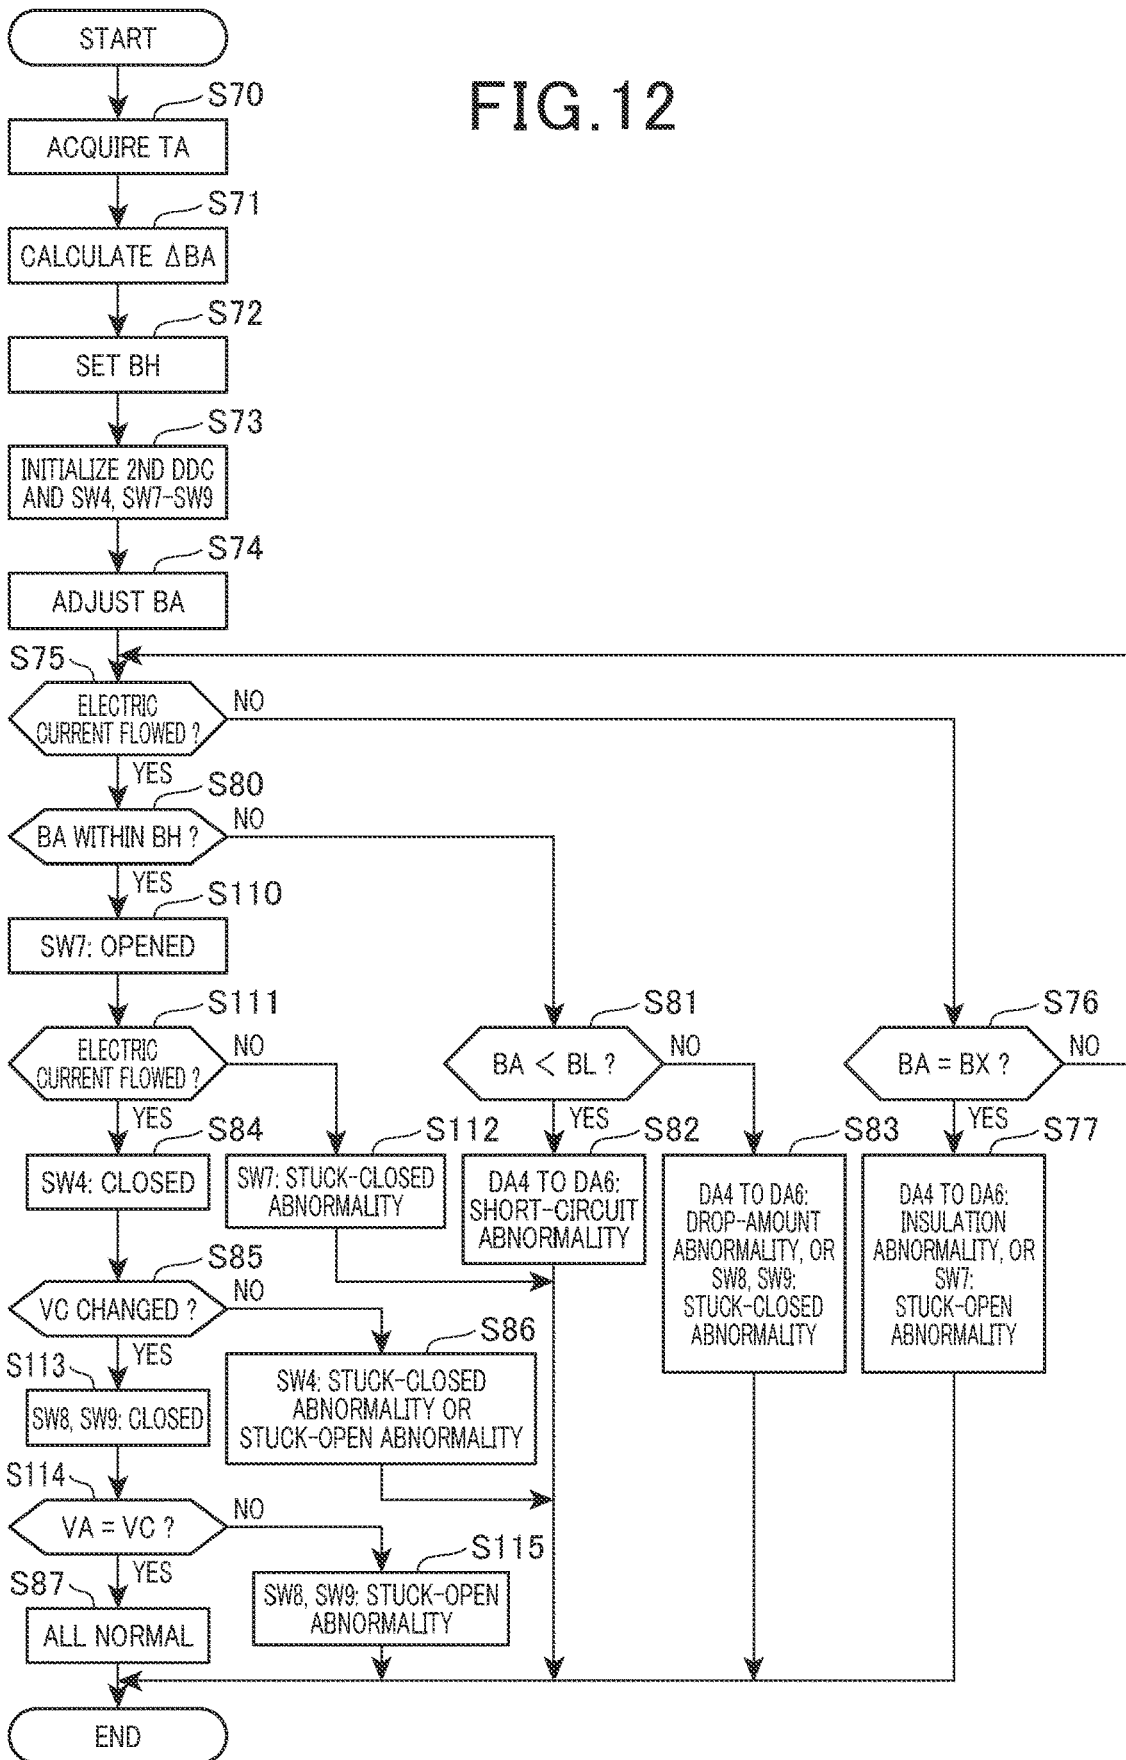 START
FIG.12
S70
ACQUIRE TA
S71
CALCULATE ΔBA
S72
SET BH
S73
INITIALIZE 2ND DDC
AND SW4, SW7-SW9
S74
ADJUST BA
S75
ELECTRIC
CURRENT FLOWED ?
NO
YES
S80
BA WITHIN BH ?
NO
YES
S110
SW7: OPENED
S111
ELECTRIC
CURRENT FLOWED ?
NO
YES
S81
BA < BL ?
NO
YES
S76
BA = BX ?
NO
YES
S84
SW4: CLOSED
S112
SW7: STUCK-CLOSED
ABNORMALITY
S82
DA4 TO DA6:
SHORT-CIRCUIT
ABNORMALITY
S83
DA4 TO DA6:
DROP-AMOUNT
ABNORMALITY, OR
SW8, SW9:
STUCK-CLOSED
ABNORMALITY
S77
DA4 TO DA6:
INSULATION
ABNORMALITY, OR
SW7:
STUCK-OPEN
ABNORMALITY
S85
VC CHANGED ?
NO
YES
S86
SW4: STUCK-CLOSED
ABNORMALITY OR
STUCK-OPEN ABNORMALITY
S113
SW8, SW9: CLOSED
S114
VA = VC ?
NO
YES
S115
SW8, SW9: STUCK-OPEN
ABNORMALITY
S87
ALL NORMAL
END